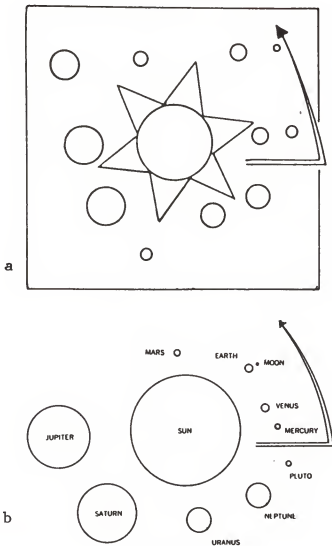 a
MARS
EARTH
MOON
VENUS
JUPITER
SUN
MERCURY
PLUTO
b
SATURN
NEPTUNE
URANUS